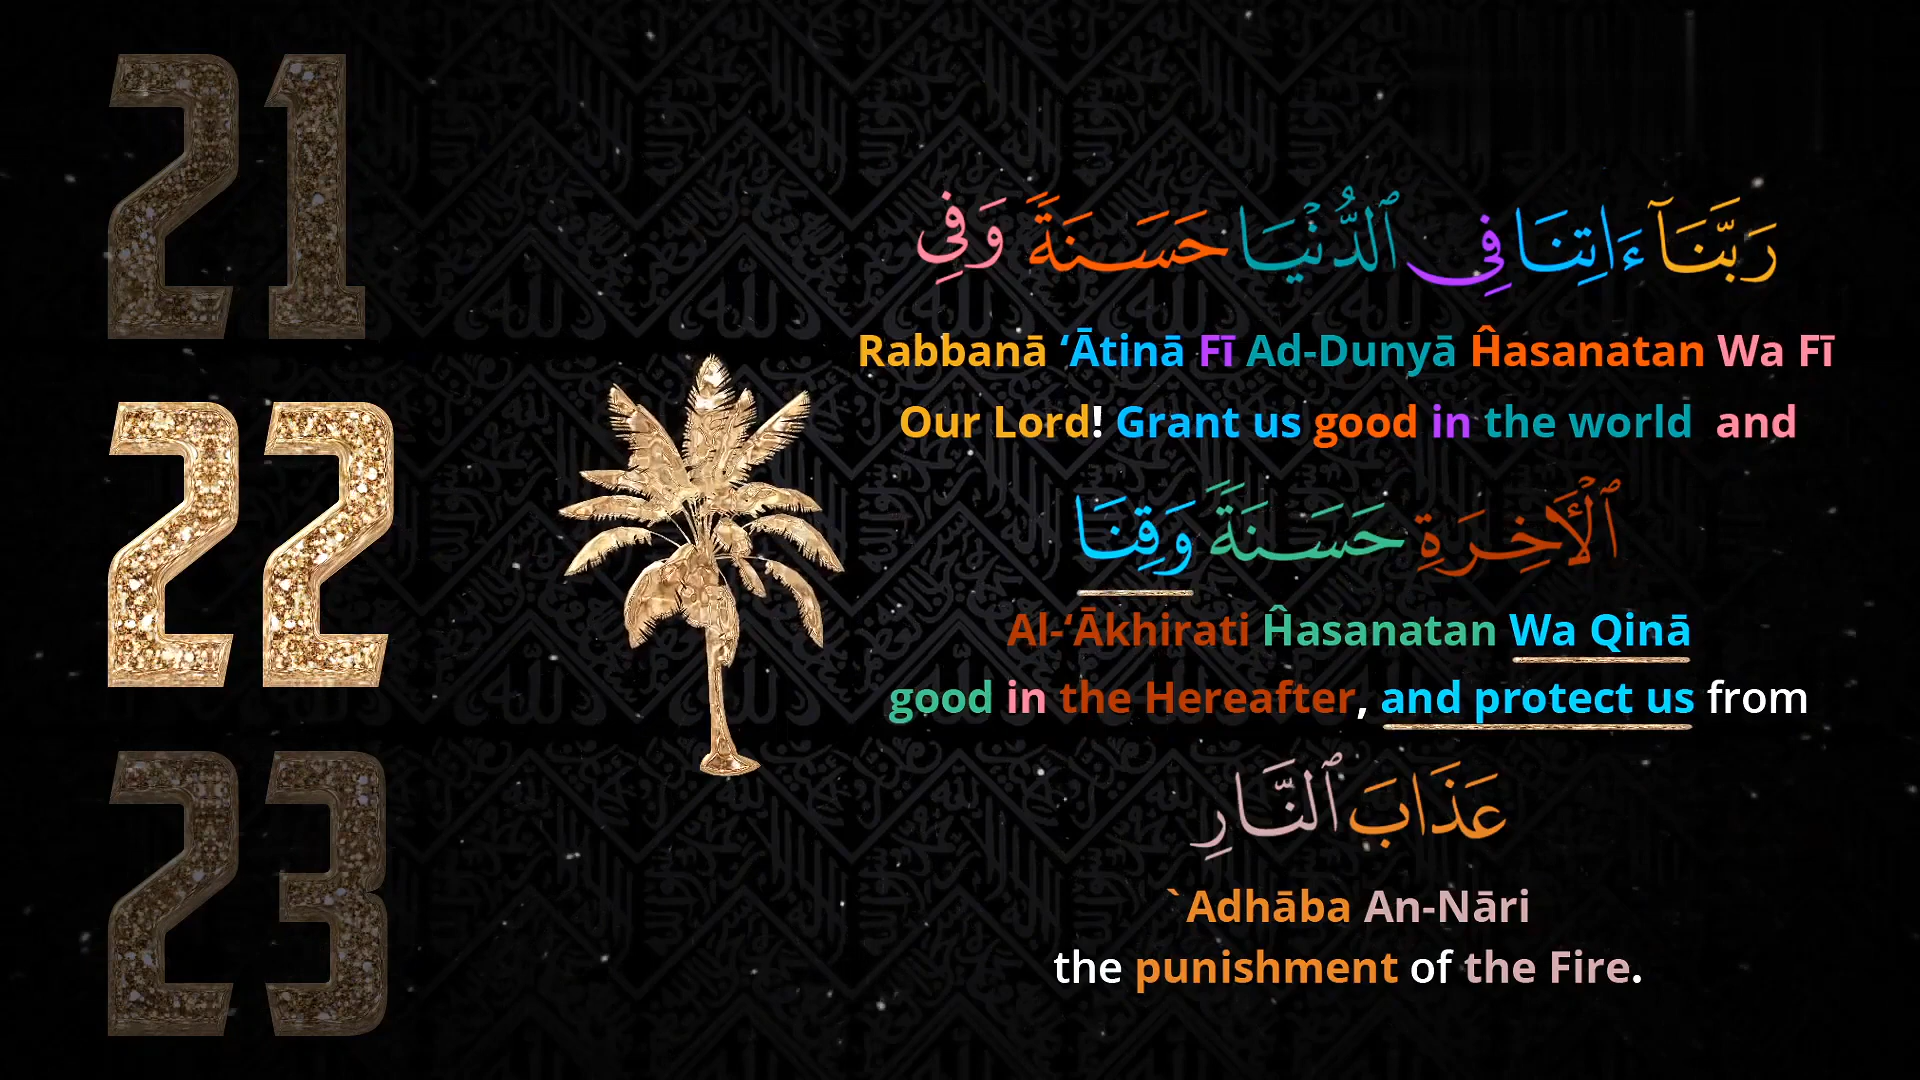 21
22
23
رَبَّنَآ ءَاتِنَا فِى ٱلدُّنْيَا حَسَنَةً وَفِى
Rabbanā ‘Ātinā Fī Ad-Dunyā Ĥasanatan Wa Fī
Our Lord! Grant us good in the world and
ٱلْأَخِرَةِ حَسَنَةً وَقِنَا
Al-‘Ākhirati Ĥasanatan Wa Qinā
good in the Hereafter, and protect us from
عَذَابَ ٱلنَّارِ
`Adhāba An-Nāri
the punishment of the Fire.